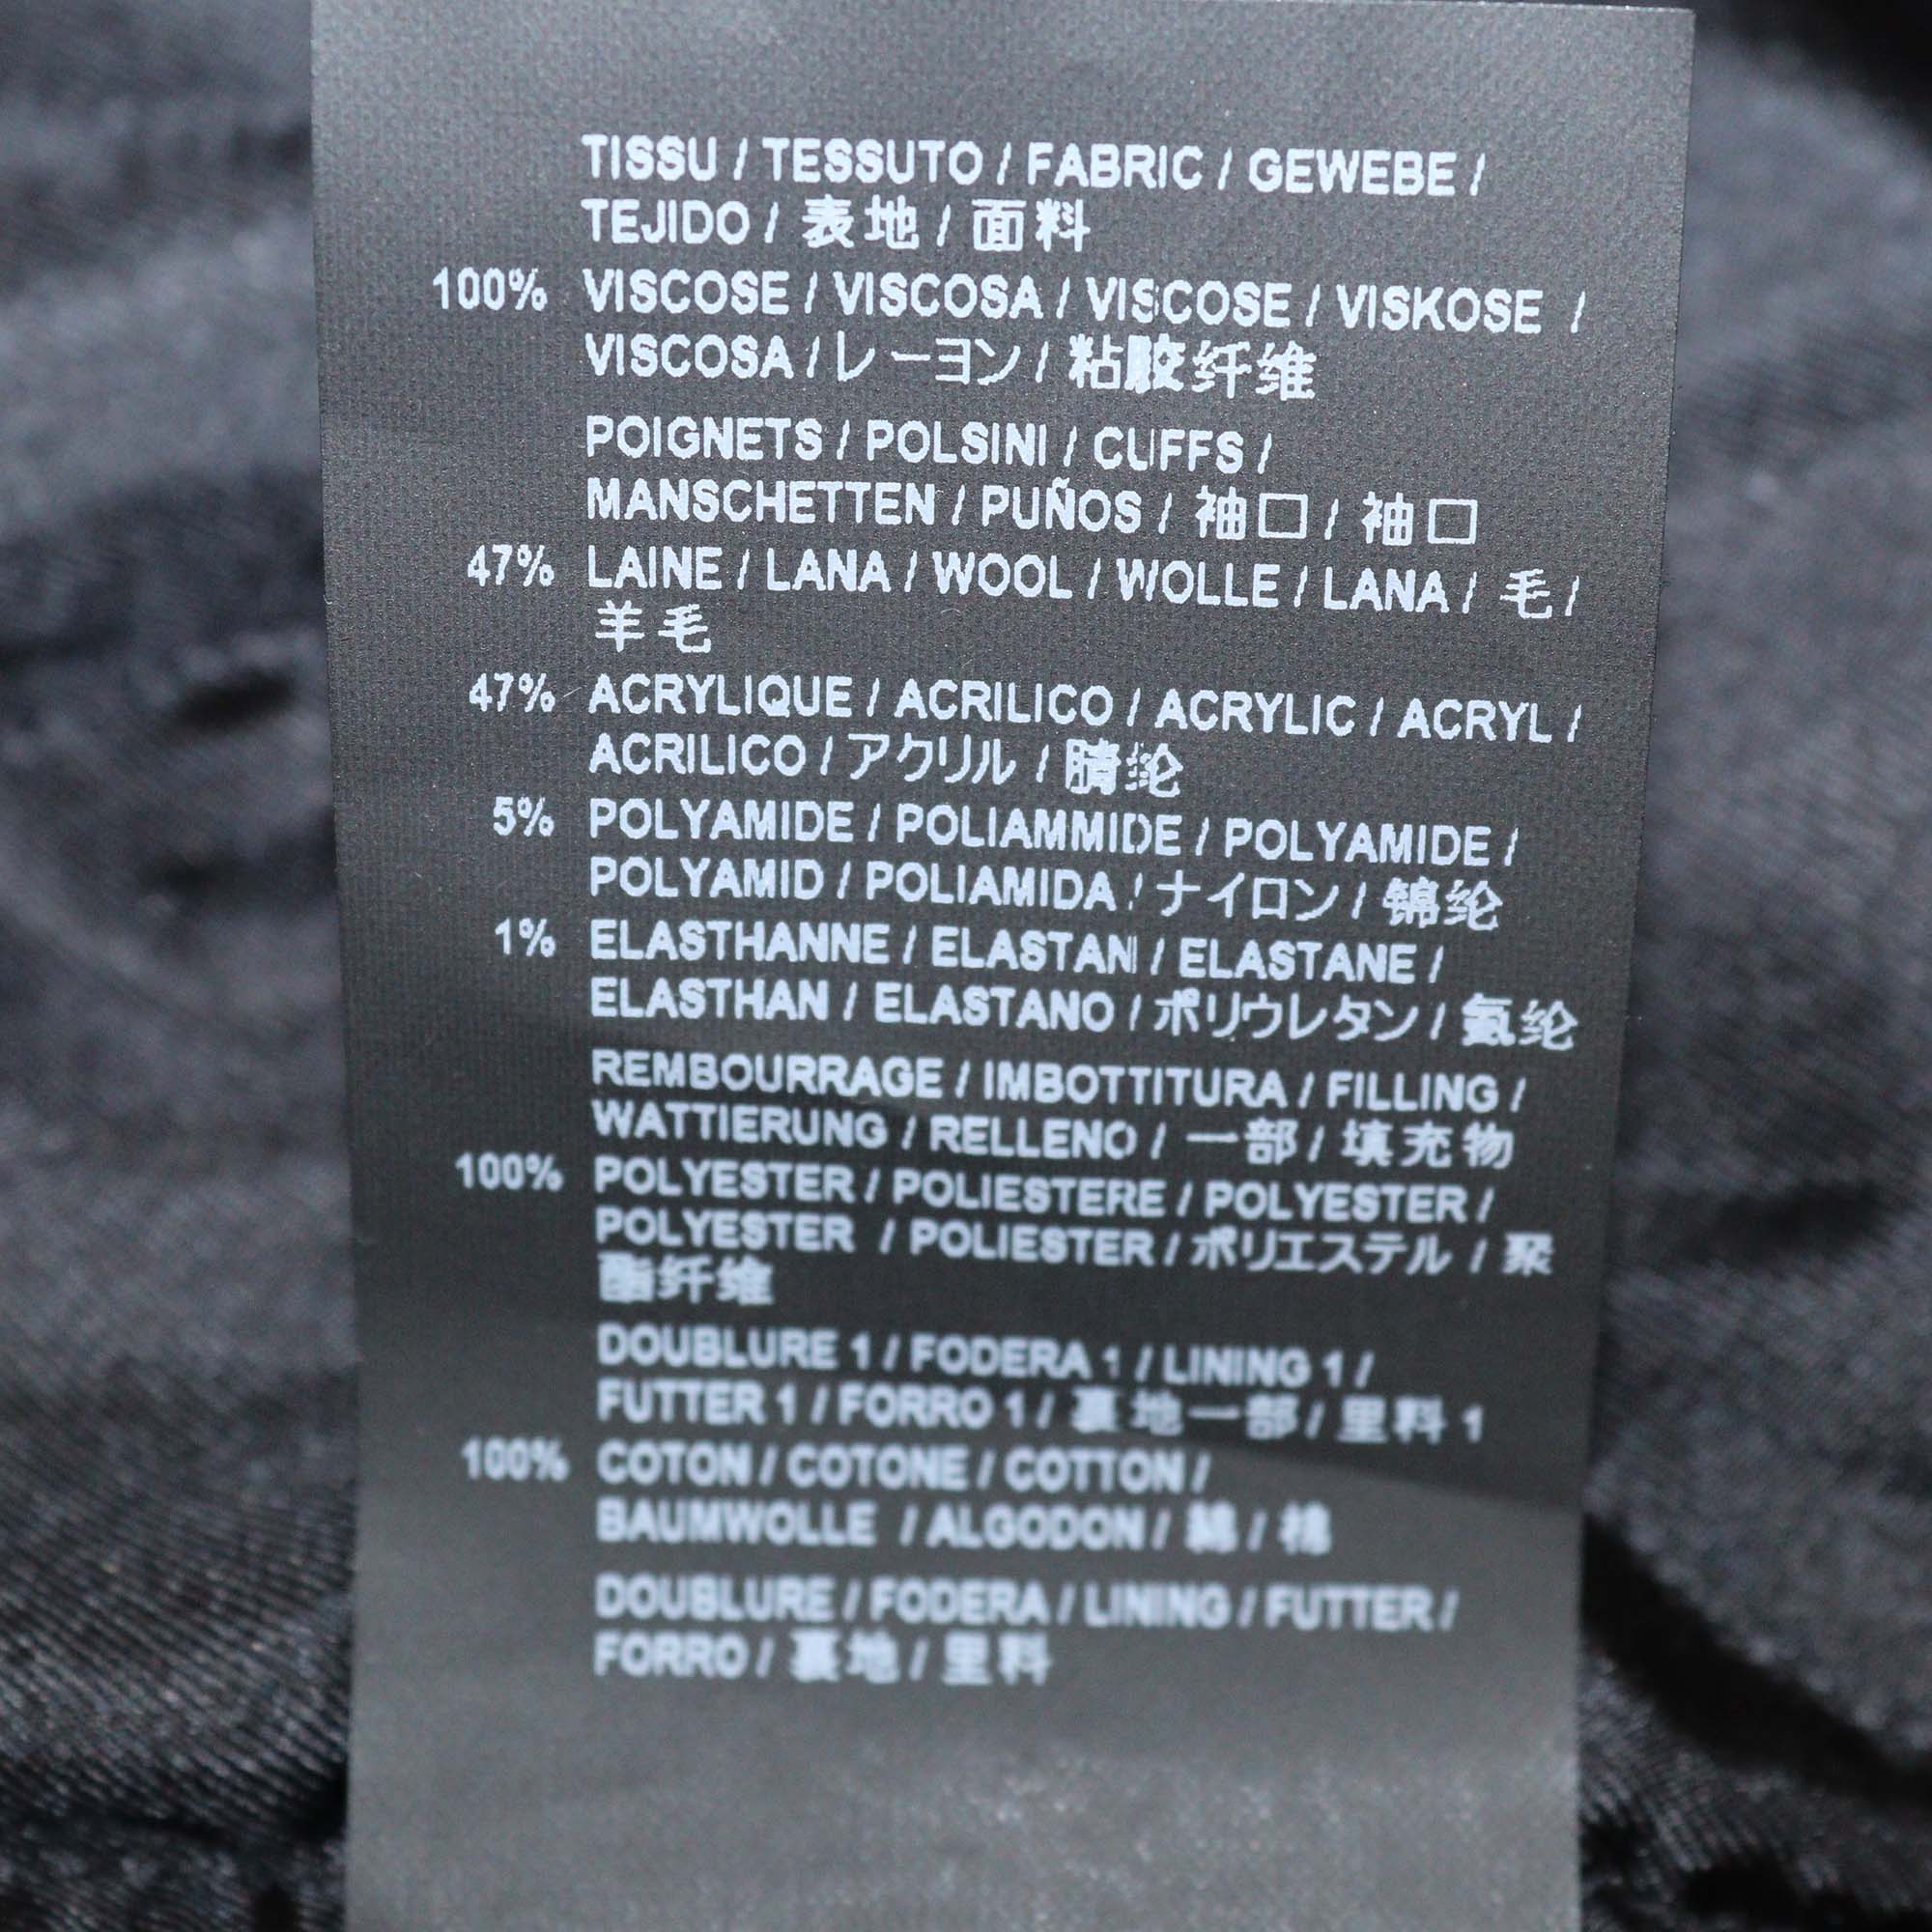 TISSU / TESSUTO / FABRIC / GEWEBE /
TEJIDO / 表地 / 面料
100% VISCOSE / VISCOSA / VISCOSE / VISKOSE /
VISCOSA / レーヨン / 粘胶纤维
POIGNETS / POLSINI / CUFFS /
MANSCHETTEN / PUÑOS / 袖口 / 袖口
47% LAINE / LANA / WOOL / WOLLE / LANA / 毛 /
羊毛
47% ACRYLIQUE / ACRILICO / ACRYLIC / ACRYL /
ACRILICO / アクリル / 腈纶
5% POLYAMIDE / POLIAMMIDE / POLYAMIDE /
POLYAMID / POLIAMIDA / ナイロン / 锦纶
1% ELASTHANNE / ELASTAN / ELASTANE /
ELASTHAN / ELASTANO / ポリウレタン / 氨纶
REMBOURRAGE / IMBOTTITURA / FILLING /
WATTIERUNG / RELLENO / 一部 / 填充物
100% POLYESTER / POLIESTERE / POLYESTER /
POLYESTER / POLIESTER / ポリエステル / 聚
酯纤维
DOUBLURE 1 / FODERA 1 / LINING 1 /
FUTTER 1 / FORRO 1 / 裏地一部 / 里料 1
100% COTON / COTONE / COTTON /
BAUMWOLLE / ALGODON / 綿 / 棉
DOUBLURE / FODERA / LINING / FUTTER /
FORRO / 裏地 / 里料